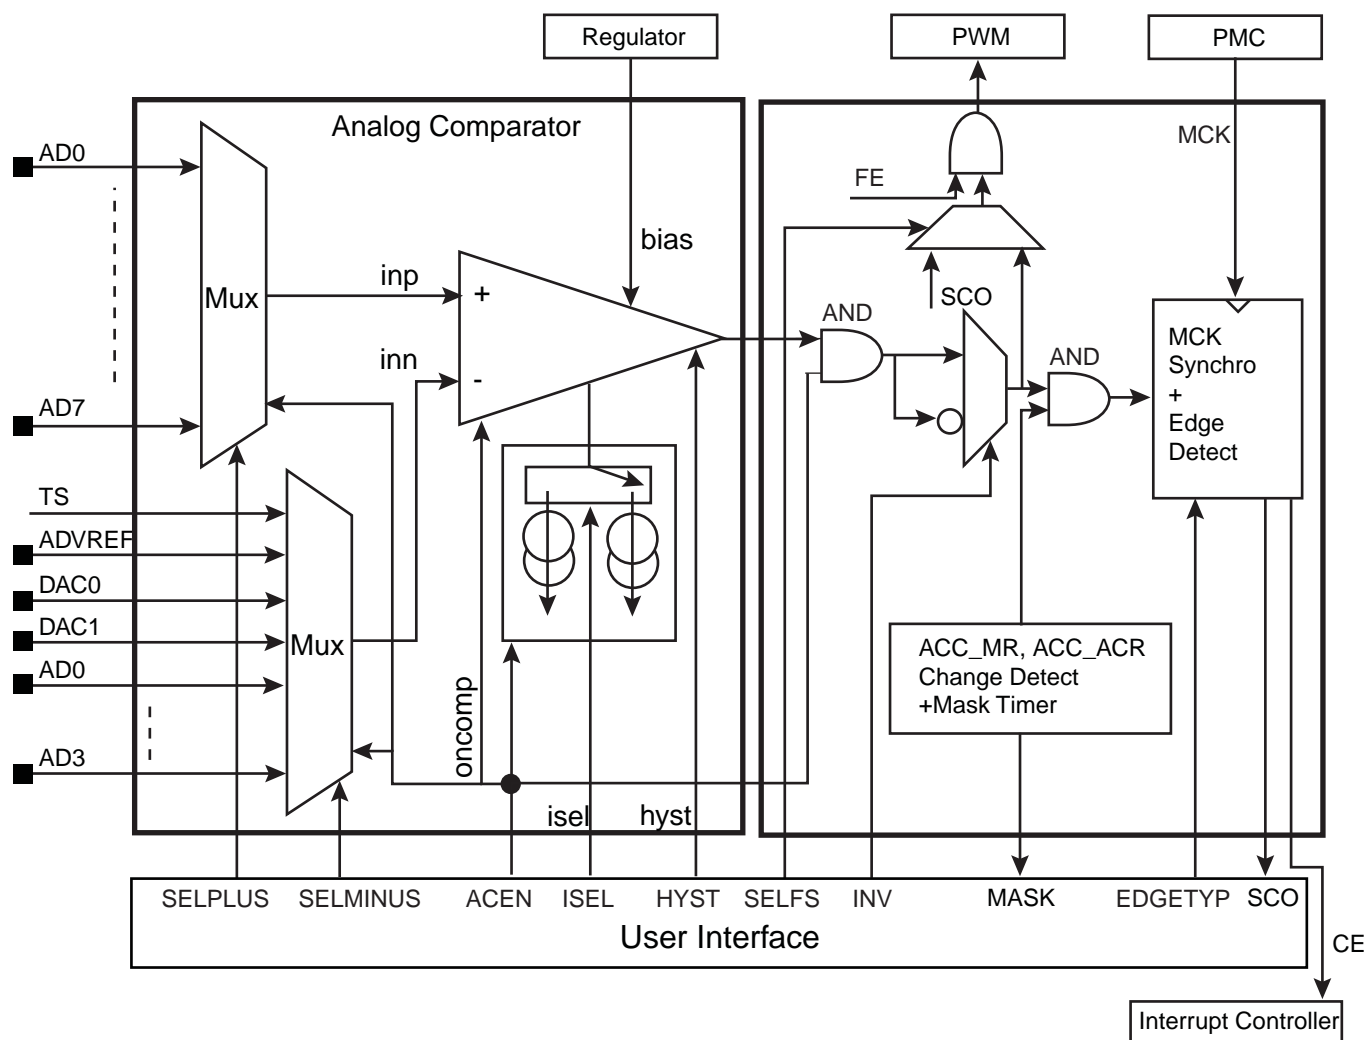 Regulator
PWM
PMC
Analog Comparator
MCK
AD0
FE
bias
inp
Mux
+
SCO
AND
inn
-
AND
MCK
Synchro
+
Edge
Detect
AD7
TS
ADVREF
DAC0
DAC1
Mux
AD0
ACC_MR, ACC_ACR
Change Detect
+Mask Timer
oncomp
AD3
isel
hyst
SELPLUS
SELMINUS
ACEN
ISEL
HYST
SELFS
INV
MASK
EDGETYP
SCO
User Interface
CE
Interrupt Controller